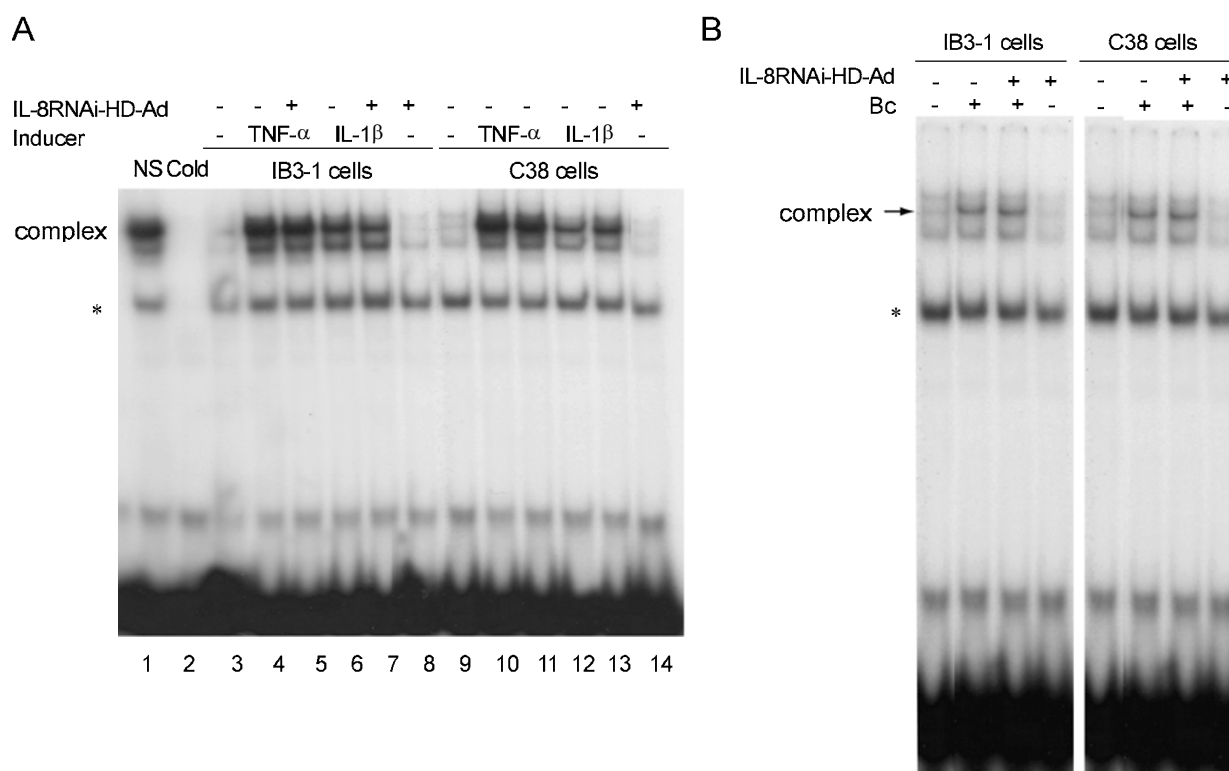 A
IL-8RNAi-HD-Ad - - + - + + - - + - + +
Inducer - TNF-α IL-1β - - TNF-α IL-1β -
NS Cold IB3-1 cells C38 cells
complex
*
1 2 3 4 5 6 7 8 9 10 11 12 13 14
B
IB3-1 cells C38 cells
IL-8RNAi-HD-Ad - - + + - - + +
Bc - + + - - + + -
complex
*